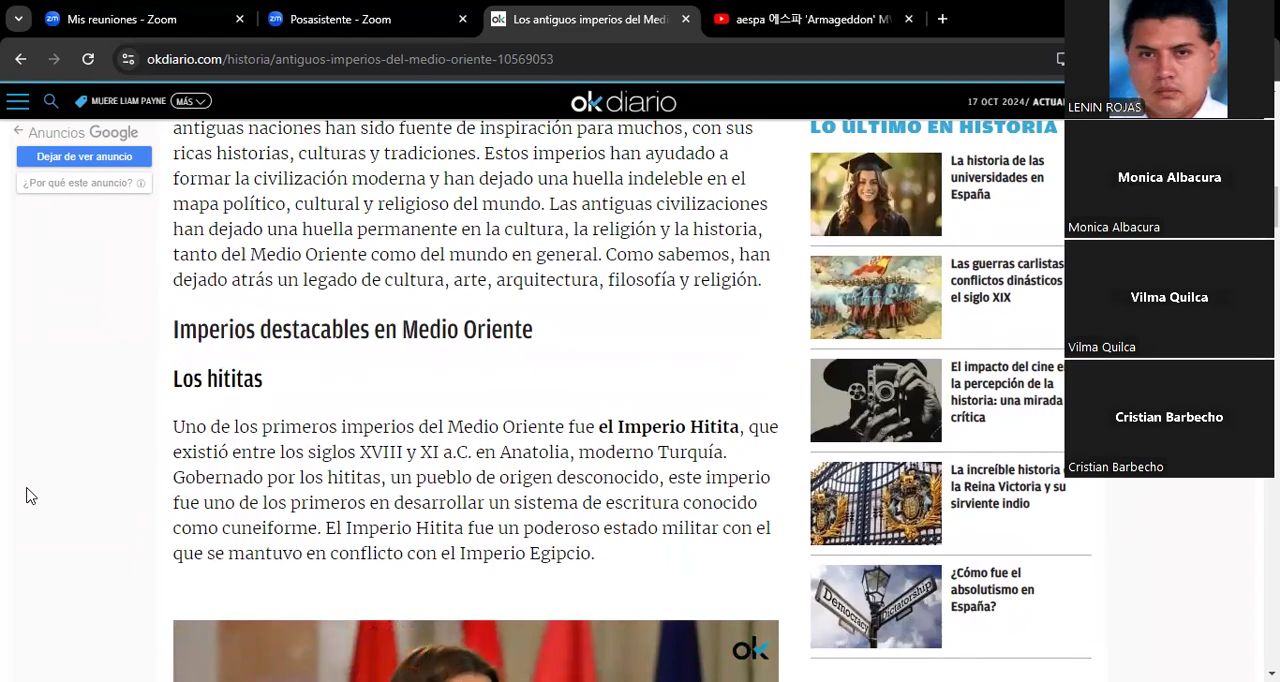 Mis reuniones - Zoom
Posasistente - Zoom
Los antiguos imperios del Medi
aespa 에스파 'Armageddon' M
okdiario.com/historia/antiguos-imperios-del-medio-oriente-10569053
MUERE LIAM PAYNE
MÁS
okdiario
17 OCT 2024/ ACTUA
Anuncios Google
Dejar de ver anuncio
¿Por qué este anuncio?
antiguas naciones han sido fuente de inspiración para muchos, con sus
ricas historias, culturas y tradiciones. Estos imperios han ayudado a
formar la civilización moderna y han dejado una huella indeleble en el
mapa político, cultural y religioso del mundo. Las antiguas civilizaciones
han dejado una huella permanente en la cultura, la religión y la historia,
tanto del Medio Oriente como del mundo en general. Como sabemos, han
dejado atrás un legado de cultura, arte, arquitectura, filosofía y religión.
Imperios destacables en Medio Oriente
Los hititas
Uno de los primeros imperios del Medio Oriente fue el Imperio Hitita, que
existió entre los siglos XVIII y XI a.C. en Anatolia, moderno Turquía.
Gobernado por los hititas, un pueblo de origen desconocido, este imperio
fue uno de los primeros en desarrollar un sistema de escritura conocido
como cuneiforme. El Imperio Hitita fue un poderoso estado militar con el
que se mantuvo en conflicto con el Imperio Egipcio.
ok
LO ÚLTIMO EN HISTORIA
La historia de las
universidades en
España
Las guerras carlistas
conflictos dinásticos
el siglo XIX
El impacto del cine e
la percepción de la
historia: una mirada
crítica
La increíble historia
la Reina Victoria y su
sirviente indio
Democracy
Dictatorship
¿Cómo fue el
absolutismo en
España?
LENIN ROJAS
Monica Albacura
Monica Albacura
Vilma Quilca
Vilma Quilca
Cristian Barbecho
Cristian Barbecho